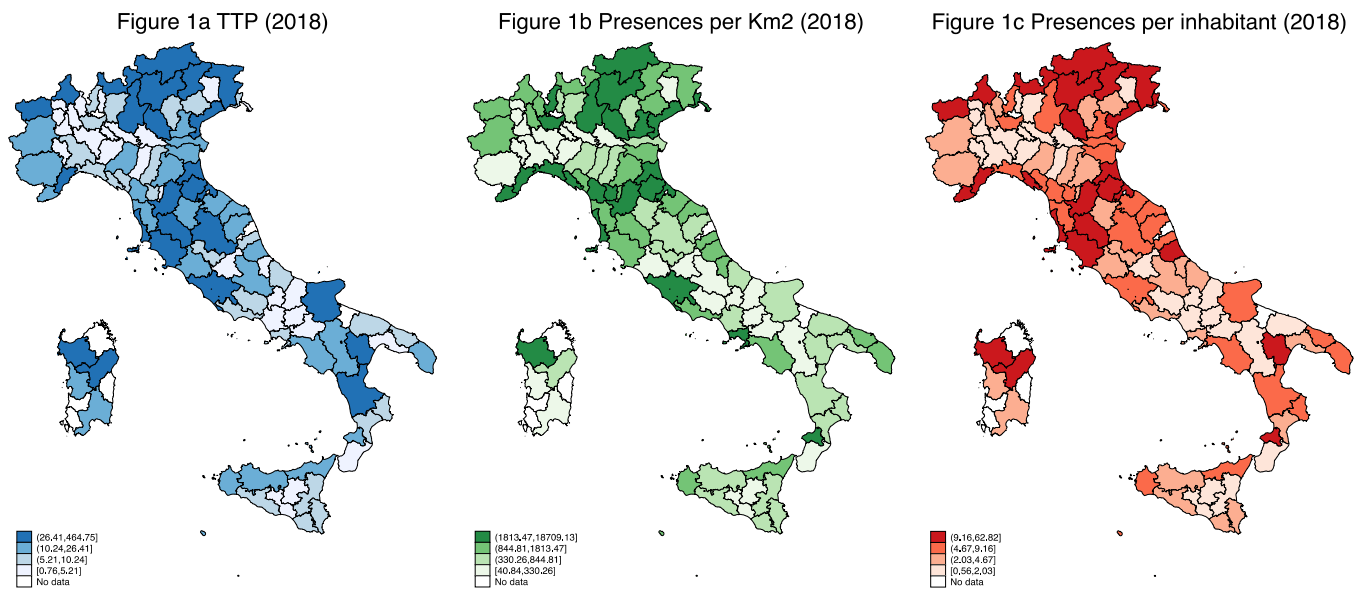 Figure 1a TTP (2018)
Figure 1b Presences per Km2 (2018)
Figure 1c Presences per inhabitant (2018)
(26.41,464.75]
(10.24,26.41]
(5.21,10.24]
[0.76,5.21]
No data
(1813.47,18709.13]
(844.81,1813.47]
(330.26,844.81]
[40.84,330.26]
No data
(9.16,62.82]
(4.67,9.16]
(2.03,4.67]
[0,56,2,03]
No data